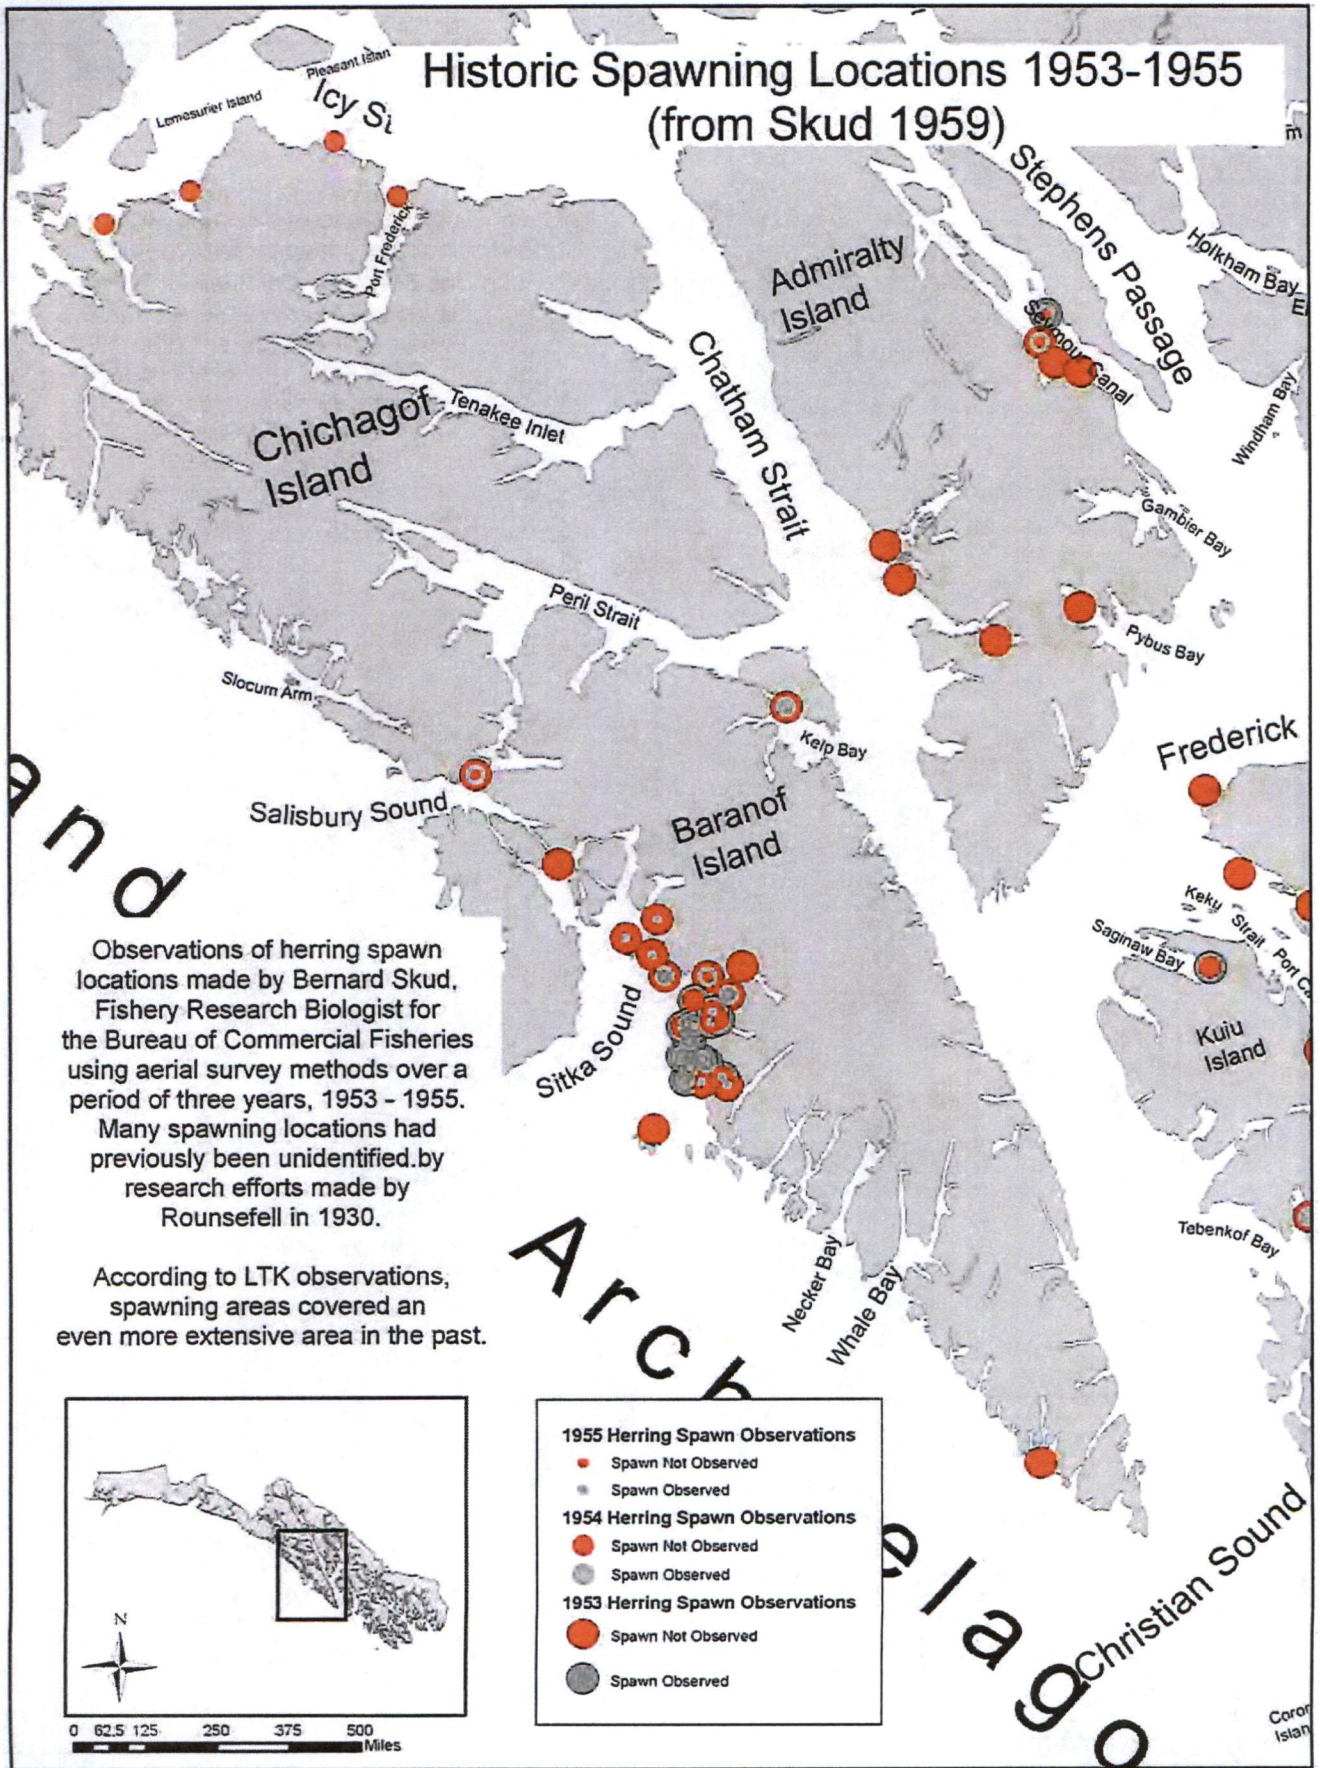 Historic Spawning Locations 1953-1955
(from Skud 1959)
Pleasant Islan
Lemesurier Island
Icy
Port Frederick
Stephens Passage
Holkham Bay
Admiralty
Island
Seymour Canal
Windham Bay
Chatham Strait
Chichagof
Island
Tenakee Inlet
Gambier Bay
Peril Strait
Pybus Bay
Slocum Arm
Kelp Bay
Frederick
Salisbury Sound
Baranof
Island
Keku
Strait
Saginaw Bay
Port
Kuiu
Island
Sitka Sound
Tebenkof Bay
Necker Bay
Whale Bay
and
Arch
elago
Christian Sound
Coron
Islan
Observations of herring spawn
locations made by Bernard Skud,
Fishery Research Biologist for
the Bureau of Commercial Fisheries
using aerial survey methods over a
period of three years, 1953 - 1955.
Many spawning locations had
previously been unidentified.by
research efforts made by
Rounsefell in 1930.
According to LTK observations,
spawning areas covered an
even more extensive area in the past.
N
0 62.5 125 250 375 500
Miles
1955 Herring Spawn Observations
Spawn Not Observed
Spawn Observed
1954 Herring Spawn Observations
Spawn Not Observed
Spawn Observed
1953 Herring Spawn Observations
Spawn Not Observed
Spawn Observed